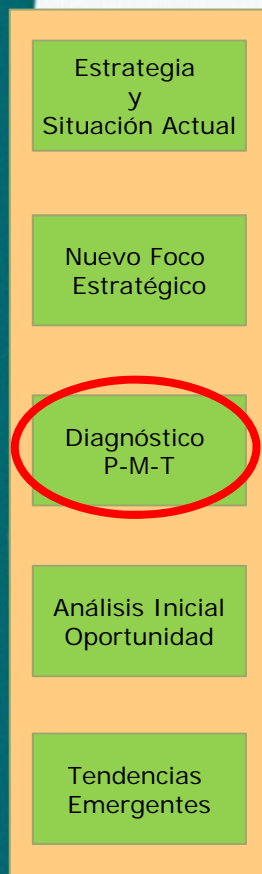 Estrategia
y
Situación Actual
Nuevo Foco
Estratégico
Diagnóstico
P-M-T
Análisis Inicial
Oportunidad
Tendencias
Emergentes